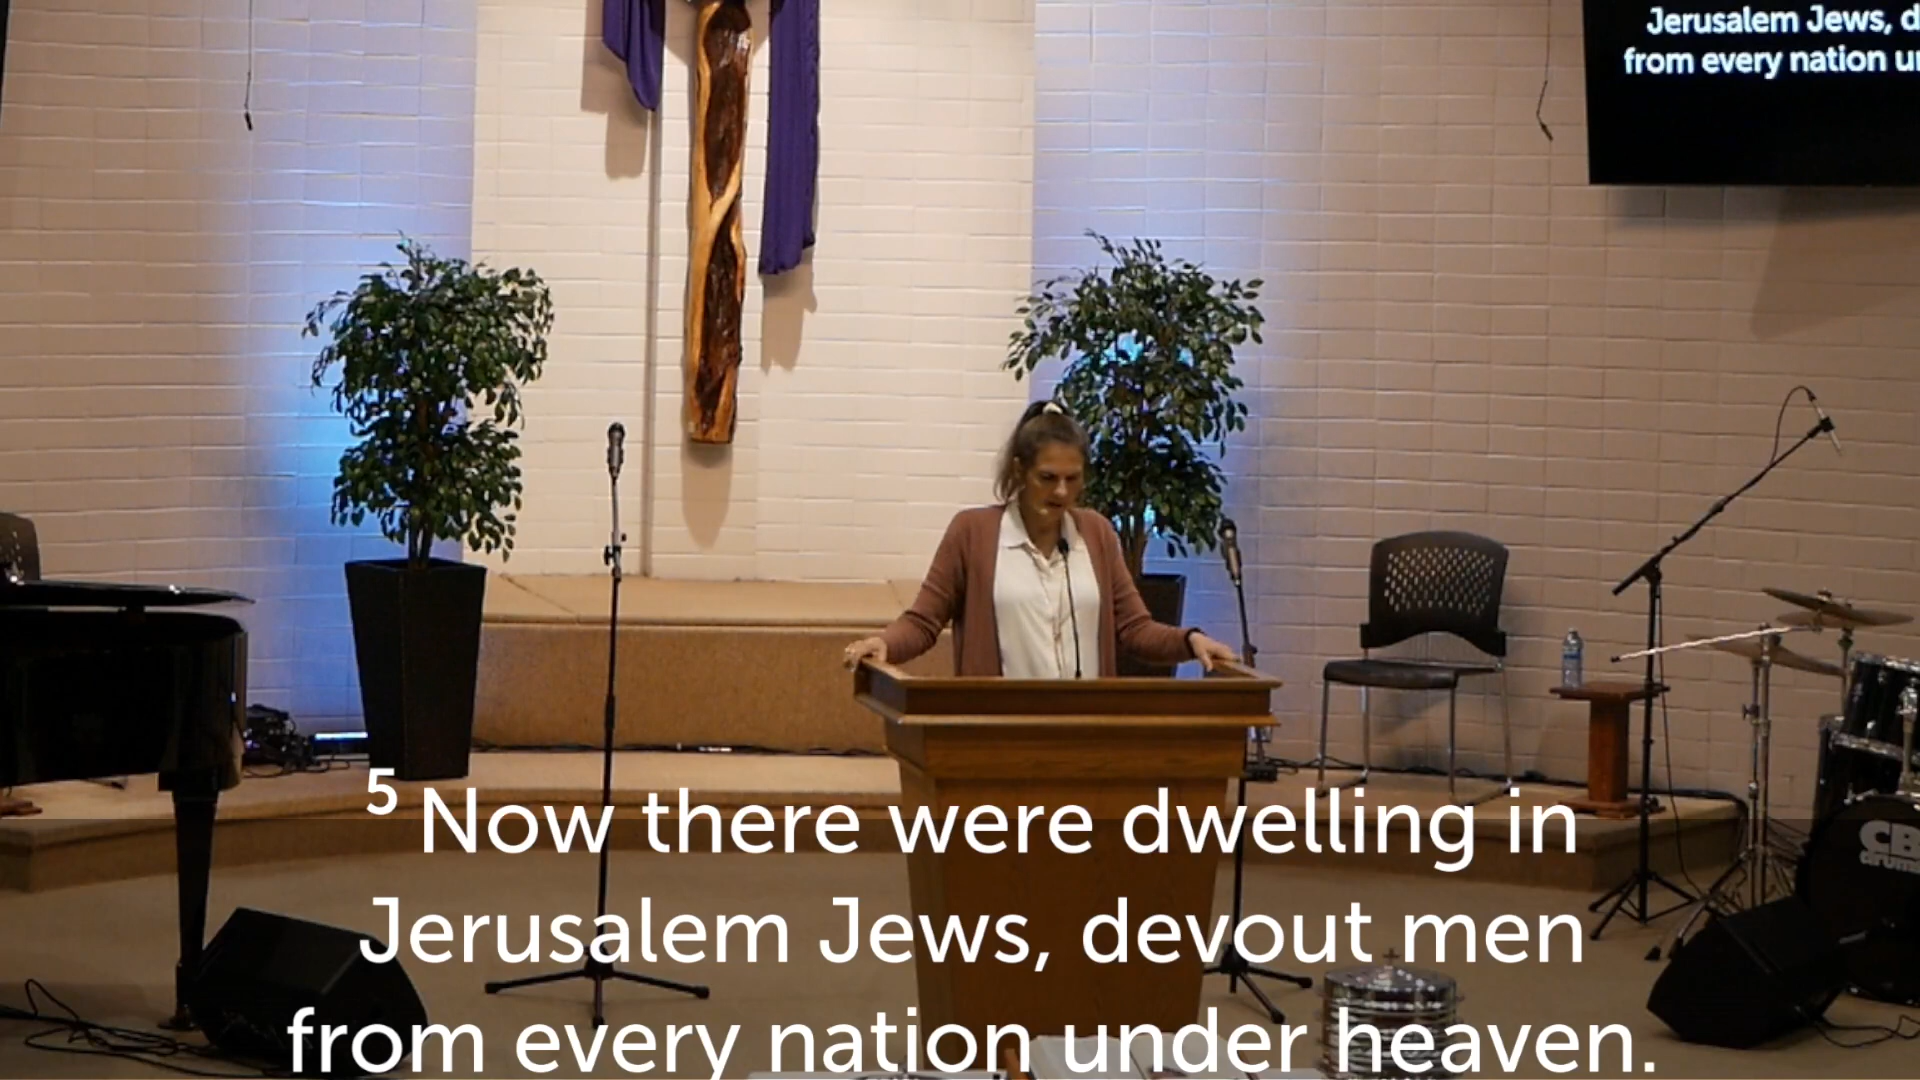 Jerusalem Jews, d
from every nation u
5 Now there were dwelling in
Jerusalem Jews, devout men
from every nation under heaven.
CB
drum